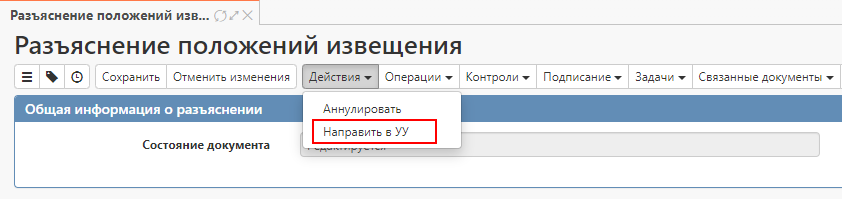 Разъяснение положений изв...
Разъяснение положений извещения
Сохранить Отменить изменения Действия Операции Контроли Подписание Задачи Связанные документы
Общая информация о разъяснении
Аннулировать
Направить в УУ
Состояние документа
Редактируется